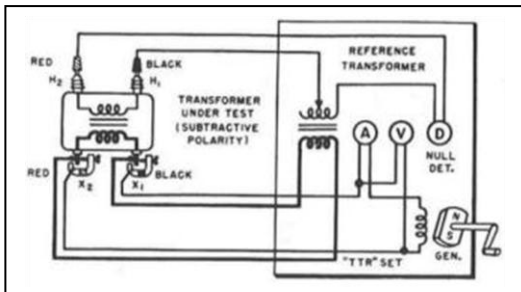 RED
BLACK
H2
H1
REFERENCE
TRANSFORMER
TRANSFORMER
UNDER TEST
(SUBTRACTIVE
POLARITY)
A
V
D
NULL
DET.
RED
X2
X1
BLACK
N
S
"TTR" SET
GEN.